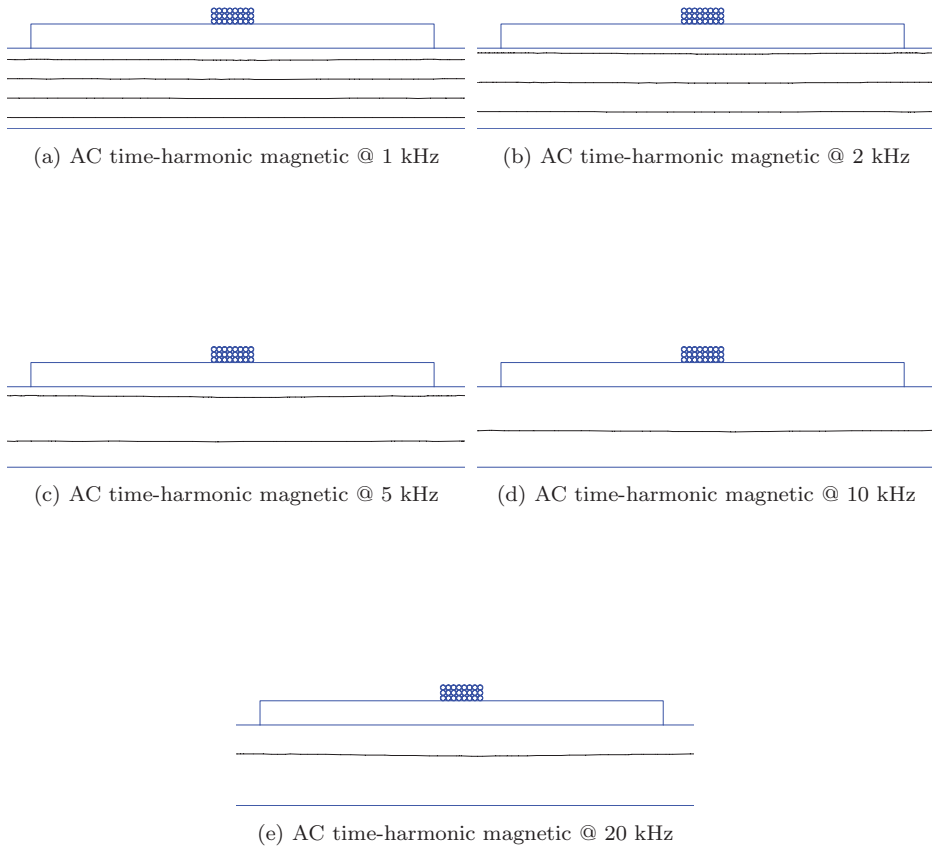 (a) AC time-harmonic magnetic @ 1 kHz
(b) AC time-harmonic magnetic @ 2 kHz
(c) AC time-harmonic magnetic @ 5 kHz
(d) AC time-harmonic magnetic @ 10 kHz
(e) AC time-harmonic magnetic @ 20 kHz